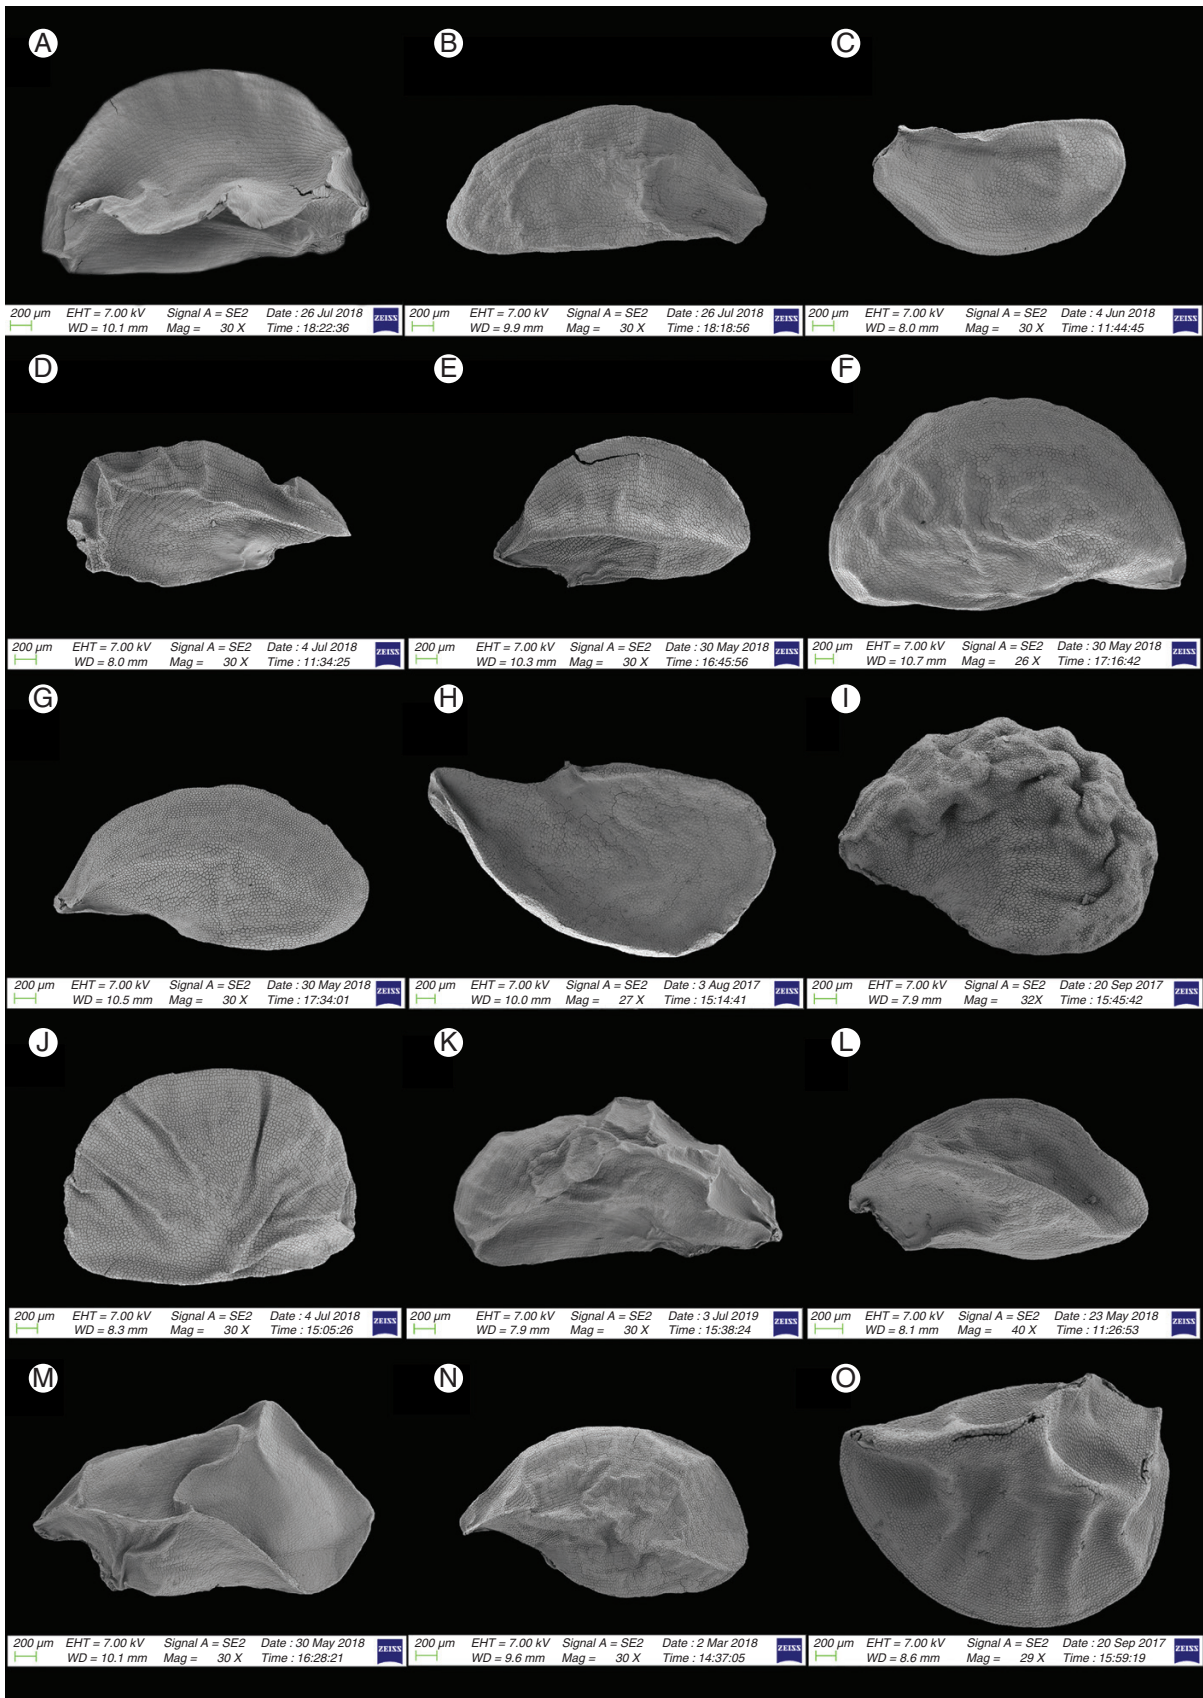 A
B
C
200 µm EHT = 7.00 kV Signal A = SE2 Date : 26 Jul 2018 ZEISS
WD = 10.1 mm Mag = 30 X Time : 18:22:36
200 µm EHT = 7.00 kV Signal A = SE2 Date : 26 Jul 2018 ZEISS
WD = 9.9 mm Mag = 30 X Time : 18:18:56
200 µm EHT = 7.00 kV Signal A = SE2 Date : 4 Jun 2018 ZEISS
WD = 8.0 mm Mag = 30 X Time : 11:44:45
D
E
F
200 µm EHT = 7.00 kV Signal A = SE2 Date : 4 Jul 2018 ZEISS
WD = 8.0 mm Mag = 30 X Time : 11:34:25
200 µm EHT = 7.00 kV Signal A = SE2 Date : 30 May 2018 ZEISS
WD = 10.3 mm Mag = 30 X Time : 16:45:56
200 µm EHT = 7.00 kV Signal A = SE2 Date : 30 May 2018 ZEISS
WD = 10.7 mm Mag = 26 X Time : 17:16:42
G
H
I
200 µm EHT = 7.00 kV Signal A = SE2 Date : 30 May 2018 ZEISS
WD = 10.5 mm Mag = 30 X Time : 17:34:01
200 µm EHT = 7.00 kV Signal A = SE2 Date : 3 Aug 2017 ZEISS
WD = 10.0 mm Mag = 27 X Time : 15:14:41
200 µm EHT = 7.00 kV Signal A = SE2 Date : 20 Sep 2017 ZEISS
WD = 7.9 mm Mag = 32X Time : 15:45:42
J
K
L
200 µm EHT = 7.00 kV Signal A = SE2 Date : 4 Jul 2018 ZEISS
WD = 8.3 mm Mag = 30 X Time : 15:05:26
200 µm EHT = 7.00 kV Signal A = SE2 Date : 3 Jul 2019 ZEISS
WD = 7.9 mm Mag = 30 X Time : 15:38:24
200 µm EHT = 7.00 kV Signal A = SE2 Date : 23 May 2018 ZEISS
WD = 8.1 mm Mag = 40 X Time : 11:26:53
M
N
O
200 µm EHT = 7.00 kV Signal A = SE2 Date : 30 May 2018 ZEISS
WD = 10.1 mm Mag = 30 X Time : 16:28:21
200 µm EHT = 7.00 kV Signal A = SE2 Date : 2 Mar 2018 ZEISS
WD = 9.6 mm Mag = 30 X Time : 14:37:05
200 µm EHT = 7.00 kV Signal A = SE2 Date : 20 Sep 2017 ZEISS
WD = 8.6 mm Mag = 29 X Time : 15:59:19